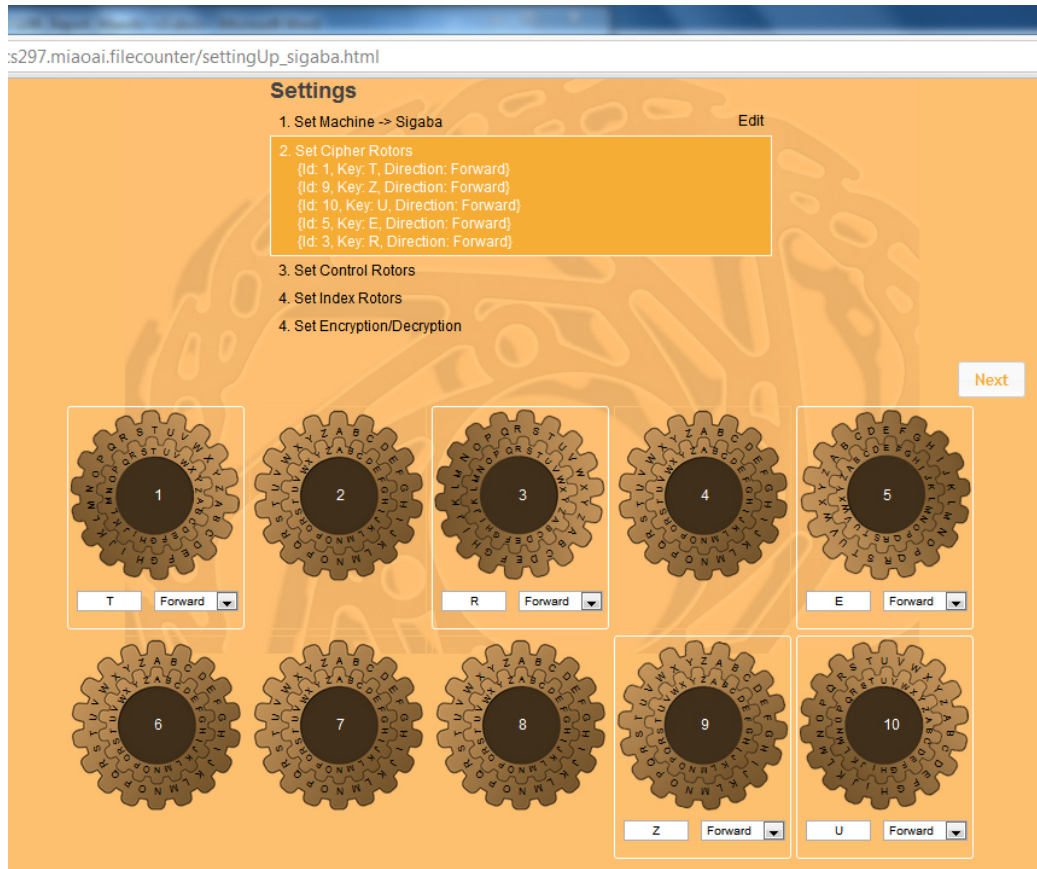 :s297.miaoai.filecounter/settingUp_sigaba.html
Settings
1. Set Machine -> Sigaba
Edit
2. Set Cipher Rotors
{Id: 1, Key: T, Direction: Forward}
{Id: 9, Key: Z, Direction: Forward}
{Id: 10, Key: U, Direction: Forward}
{Id: 5, Key: E, Direction: Forward}
{Id: 3, Key: R, Direction: Forward}
3. Set Control Rotors
4. Set Index Rotors
4. Set Encryption/Decryption
Next
1
2
3
4
5
T Forward
R Forward
E Forward
6
7
8
9
10
Z Forward
U Forward